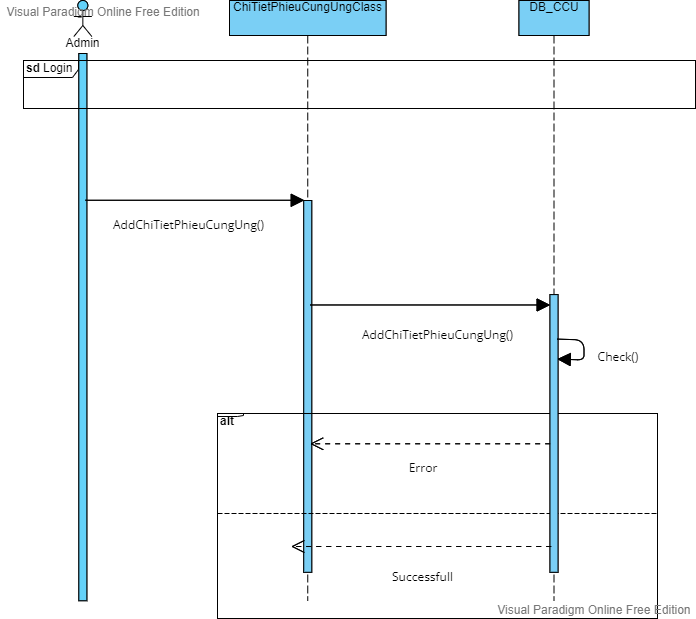 Visual Paradigm Online Free Edition
ChiTietPhieuCungUngClass
DB_CCU
Admin
sd Login
AddChiTietPhieuCungUng()
AddChiTietPhieuCungUng()
Check()
alt
Error
Successfull
Visual Paradigm Online Free Edition